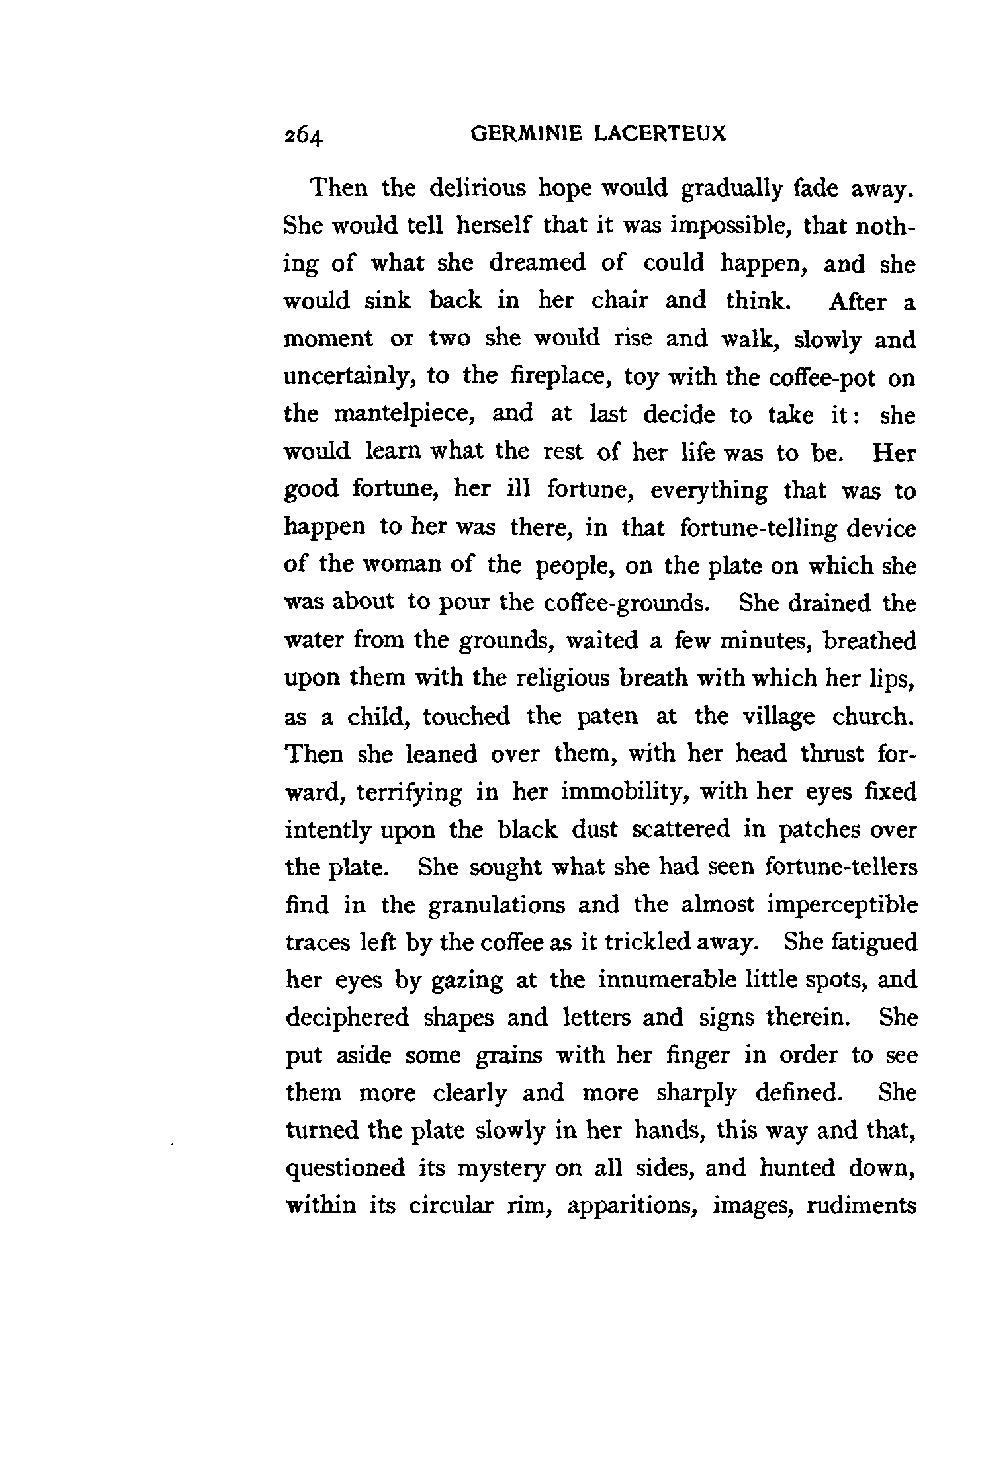 264 GERMINIE LACERTEUX
Then the delirious hope would gradually fade away.
She would tell herself that it was impossible, that noth-
ing of what she dreamed of could happen, and she
would sink back in her chair and think. After a
moment or two she would rise and walk, slowly and
uncertainly, to the fireplace, toy with the coffee-pot on
the mantelpiece, and at last decide to take it: she
would learn what the rest of her life was to be. Her
good fortune, her ill fortune, everything that was to
happen to her was there, in that fortune-telling device
of the woman of the people, on the plate on which she
was about to pour the coffee-grounds. She drained the
water from the grounds, waited a few minutes, breathed
upon them with the religious breath with which her lips,
as a child, touched the paten at the village church.
Then she leaned over them, with her head thrust for-
ward, terrifying in her immobility, with her eyes fixed
intently upon the black dust scattered in patches over
the plate. She sought what she had seen fortune-tellers
find in the granulations and the almost imperceptible
traces left by the coffee as it trickled away. She fatigued
her eyes by gazing at the innumerable little spots, and
deciphered shapes and letters and signs therein. She
put aside some grains with her finger in order to see
them more clearly and more sharply defined. She
turned the plate slowly in her hands, this way and that,
questioned its mystery on all sides, and hunted down,
within its circular rim, apparitions, images, rudiments